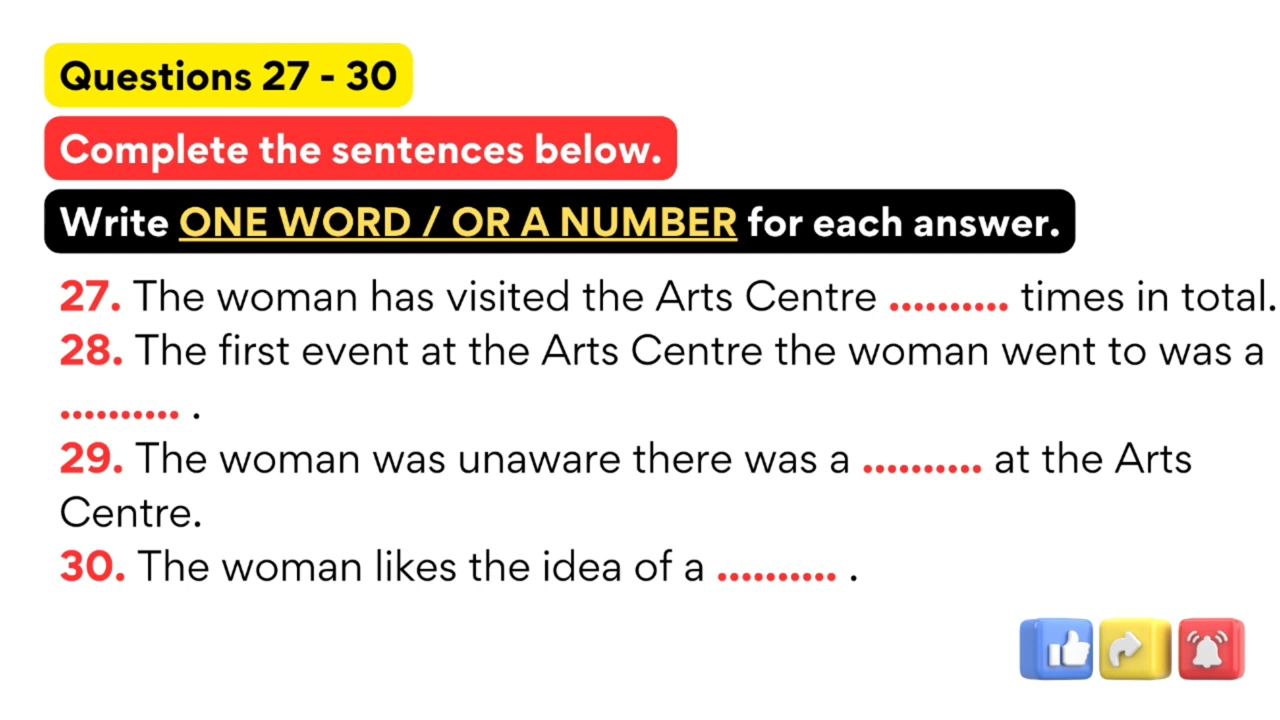 Questions 27 - 30
Complete the sentences below.
Write ONE WORD / OR A NUMBER for each answer.
27. The woman has visited the Arts Centre .......... times in total.
28. The first event at the Arts Centre the woman went to was a
.......... .
29. The woman was unaware there was a .......... at the Arts
Centre.
30. The woman likes the idea of a .......... .